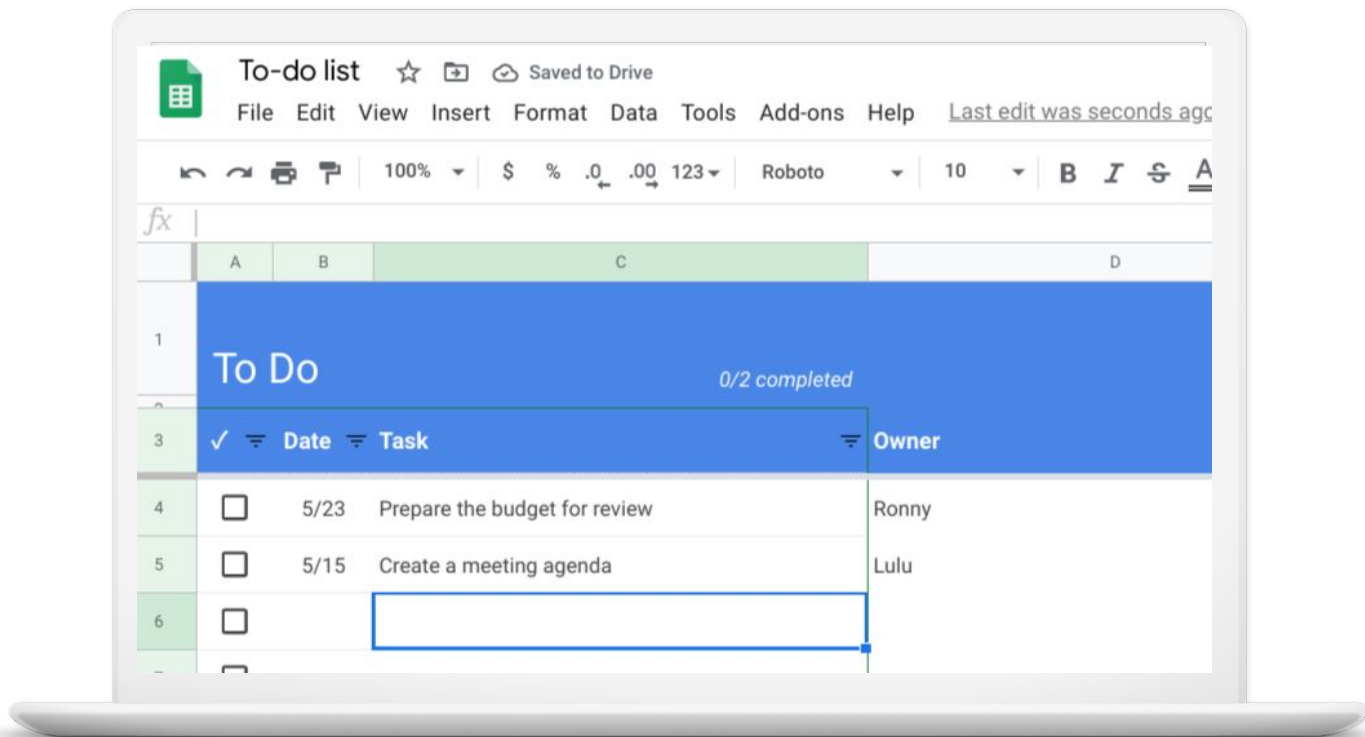 To-do list Saved to Drive
File Edit View Insert Format Data Tools Add-ons Help Last edit was seconds ago
100% $ % .0 .00 123 Roboto 10 B I S A
fx
A B C D
1 To Do 0/2 completed
3 ✓ Date Task Owner
4 5/23 Prepare the budget for review Ronny
5 5/15 Create a meeting agenda Lulu
6